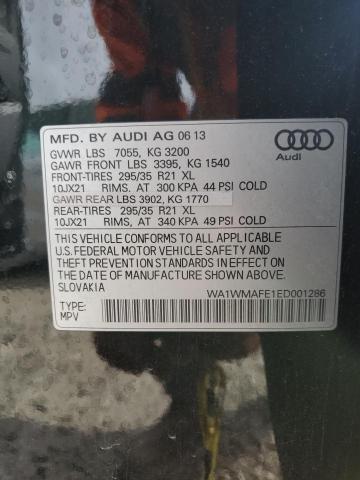 MFD. BY AUDI AG 06 13
GVWR LBS 7055, KG 3200
GAWR FRONT LBS 3395, KG 1540
FRONT-TIRES 295/35 R21 XL
10JX21 RIMS, AT 300 KPA 44 PSI COLD
GAWR REAR LBS 3902, KG 1770
REAR-TIRES 295/35 R21 XL
10JX21 RIMS, AT 340 KPA 49 PSI COLD
Audi
THIS VEHICLE CONFORMS TO ALL APPLICABLE
U.S. FEDERAL MOTOR VEHICLE SAFETY AND
THEFT PREVENTION STANDARDS IN EFFECT ON
THE DATE OF MANUFACTURE SHOWN ABOVE.
SLOVAKIA
WA1WMAFE1ED001286
TYPE:
MPV